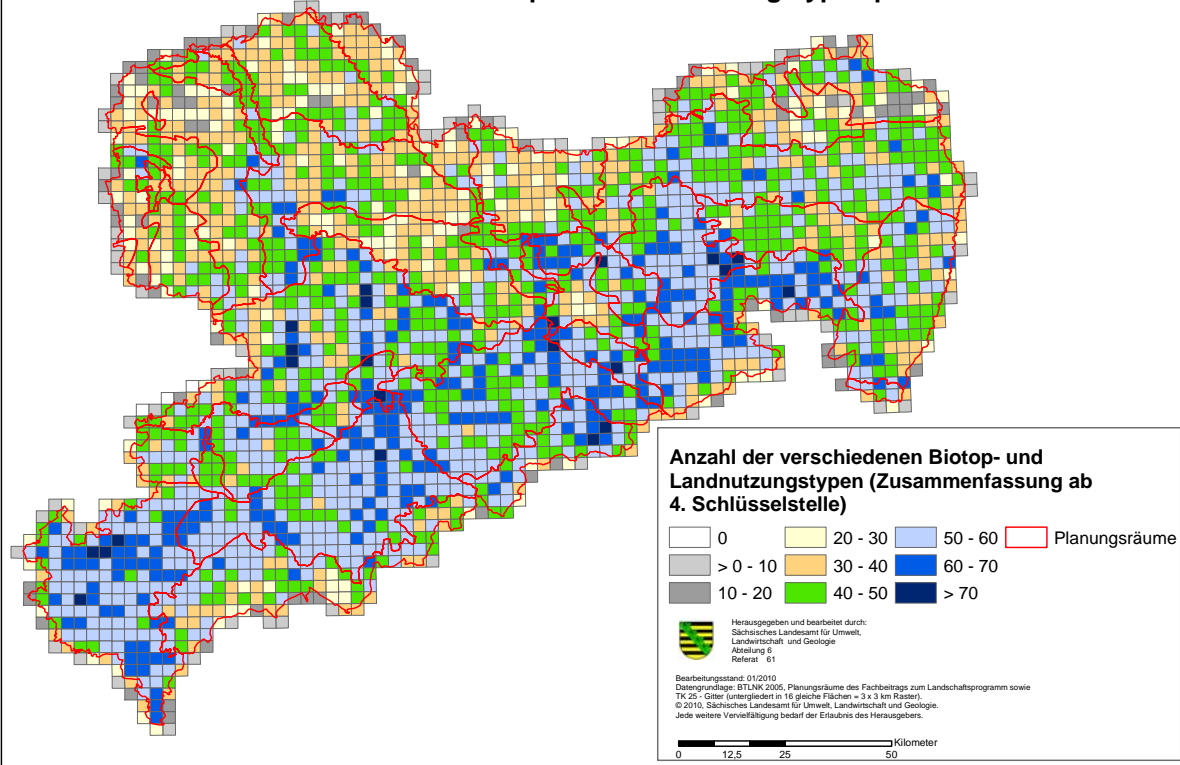 Anzahl der verschiedenen Biotop- und
Landnutzungstypen (Zusammenfassung ab
4. Schlüsselstelle)
0
20 - 30
50 - 60
Planungsräume
> 0 - 10
30 - 40
60 - 70
10 - 20
40 - 50
> 70
Herausgegeben und bearbeitet durch:
Sächsisches Landesamt für Umwelt,
Landwirtschaft und Geologie
Abteilung 6
Referat 61
Bearbeitungsstand: 01/2010
Datengrundlage: BTLNK 2005, Planungsräume des Fachbeitrags zum Landschaftsprogramm sowie
TK 25 - Gitter (untergliedert in 16 gleiche Flächen = 3 x 3 km Raster).
© 2010, Sächisches Landesamt für Umwelt, Landwirtschaft und Geologie.
Jede weitere Vervielfältigung bedarf der Erlaubnis des Herausgebers.
Kilometer
0 12,5 25 50